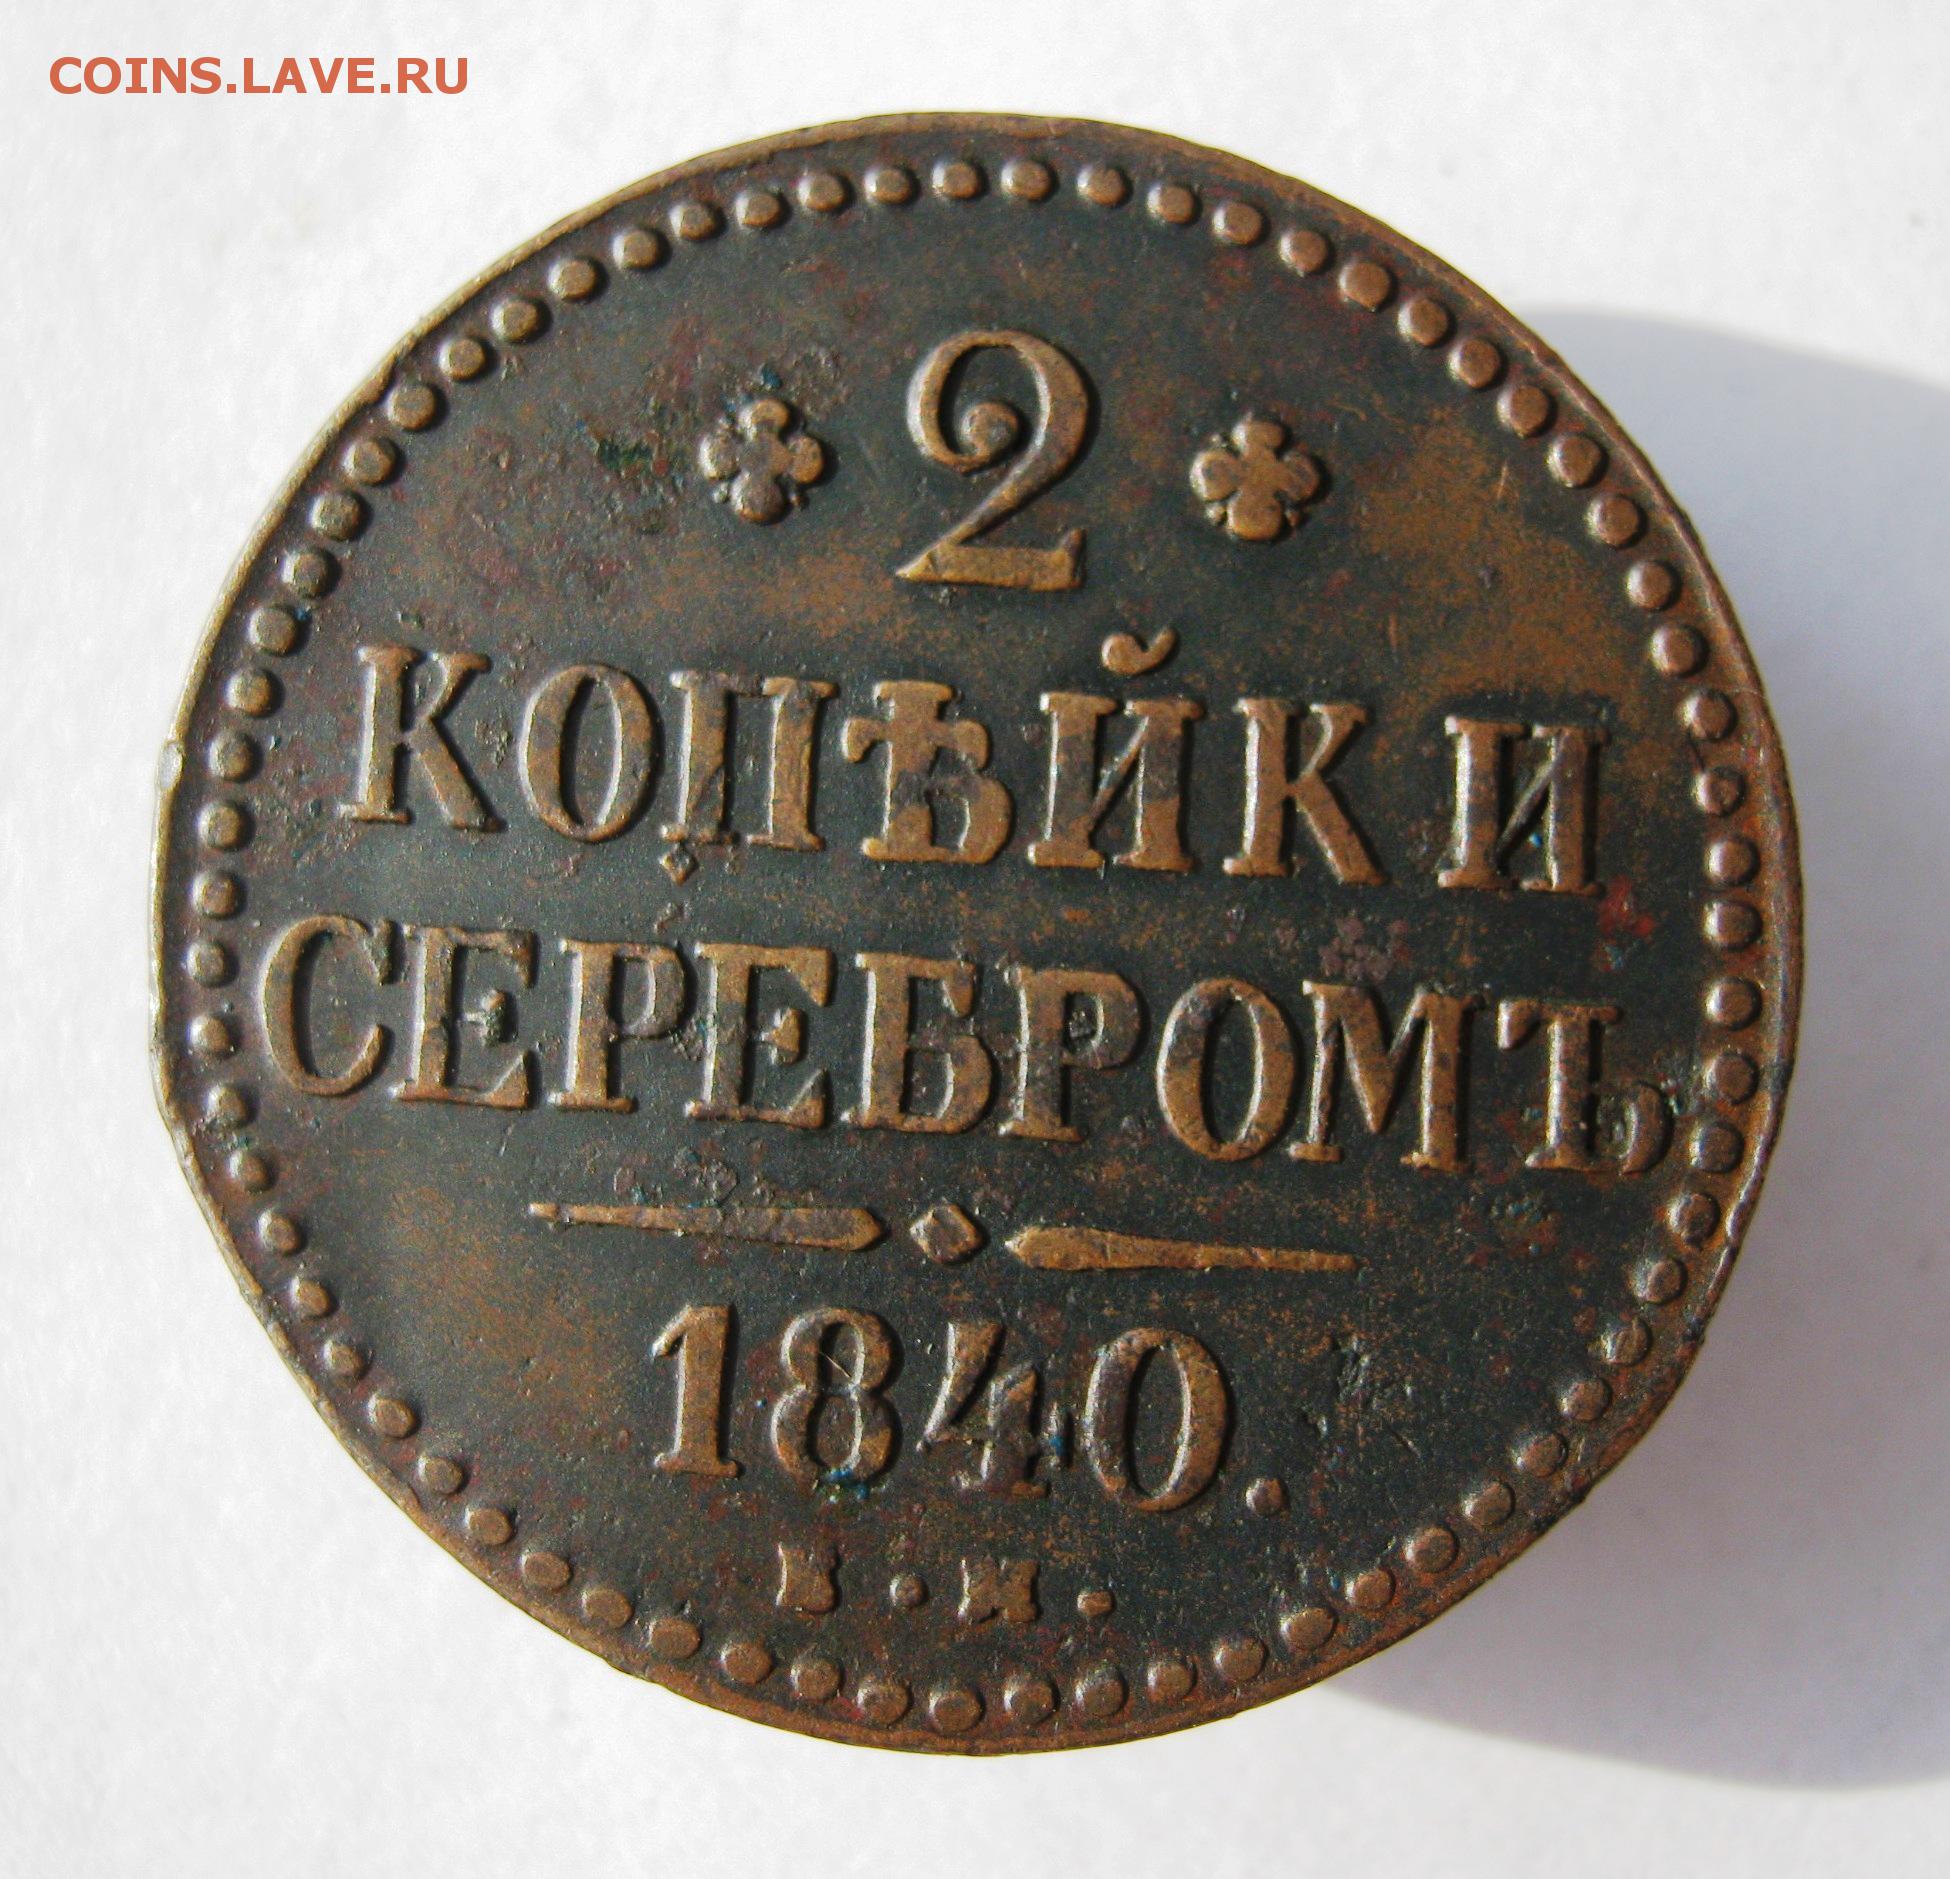 COINS.LAVE.RU
2
КОПѢЙКИ
СЕРЕБРОМЪ
1840.
Е.М.